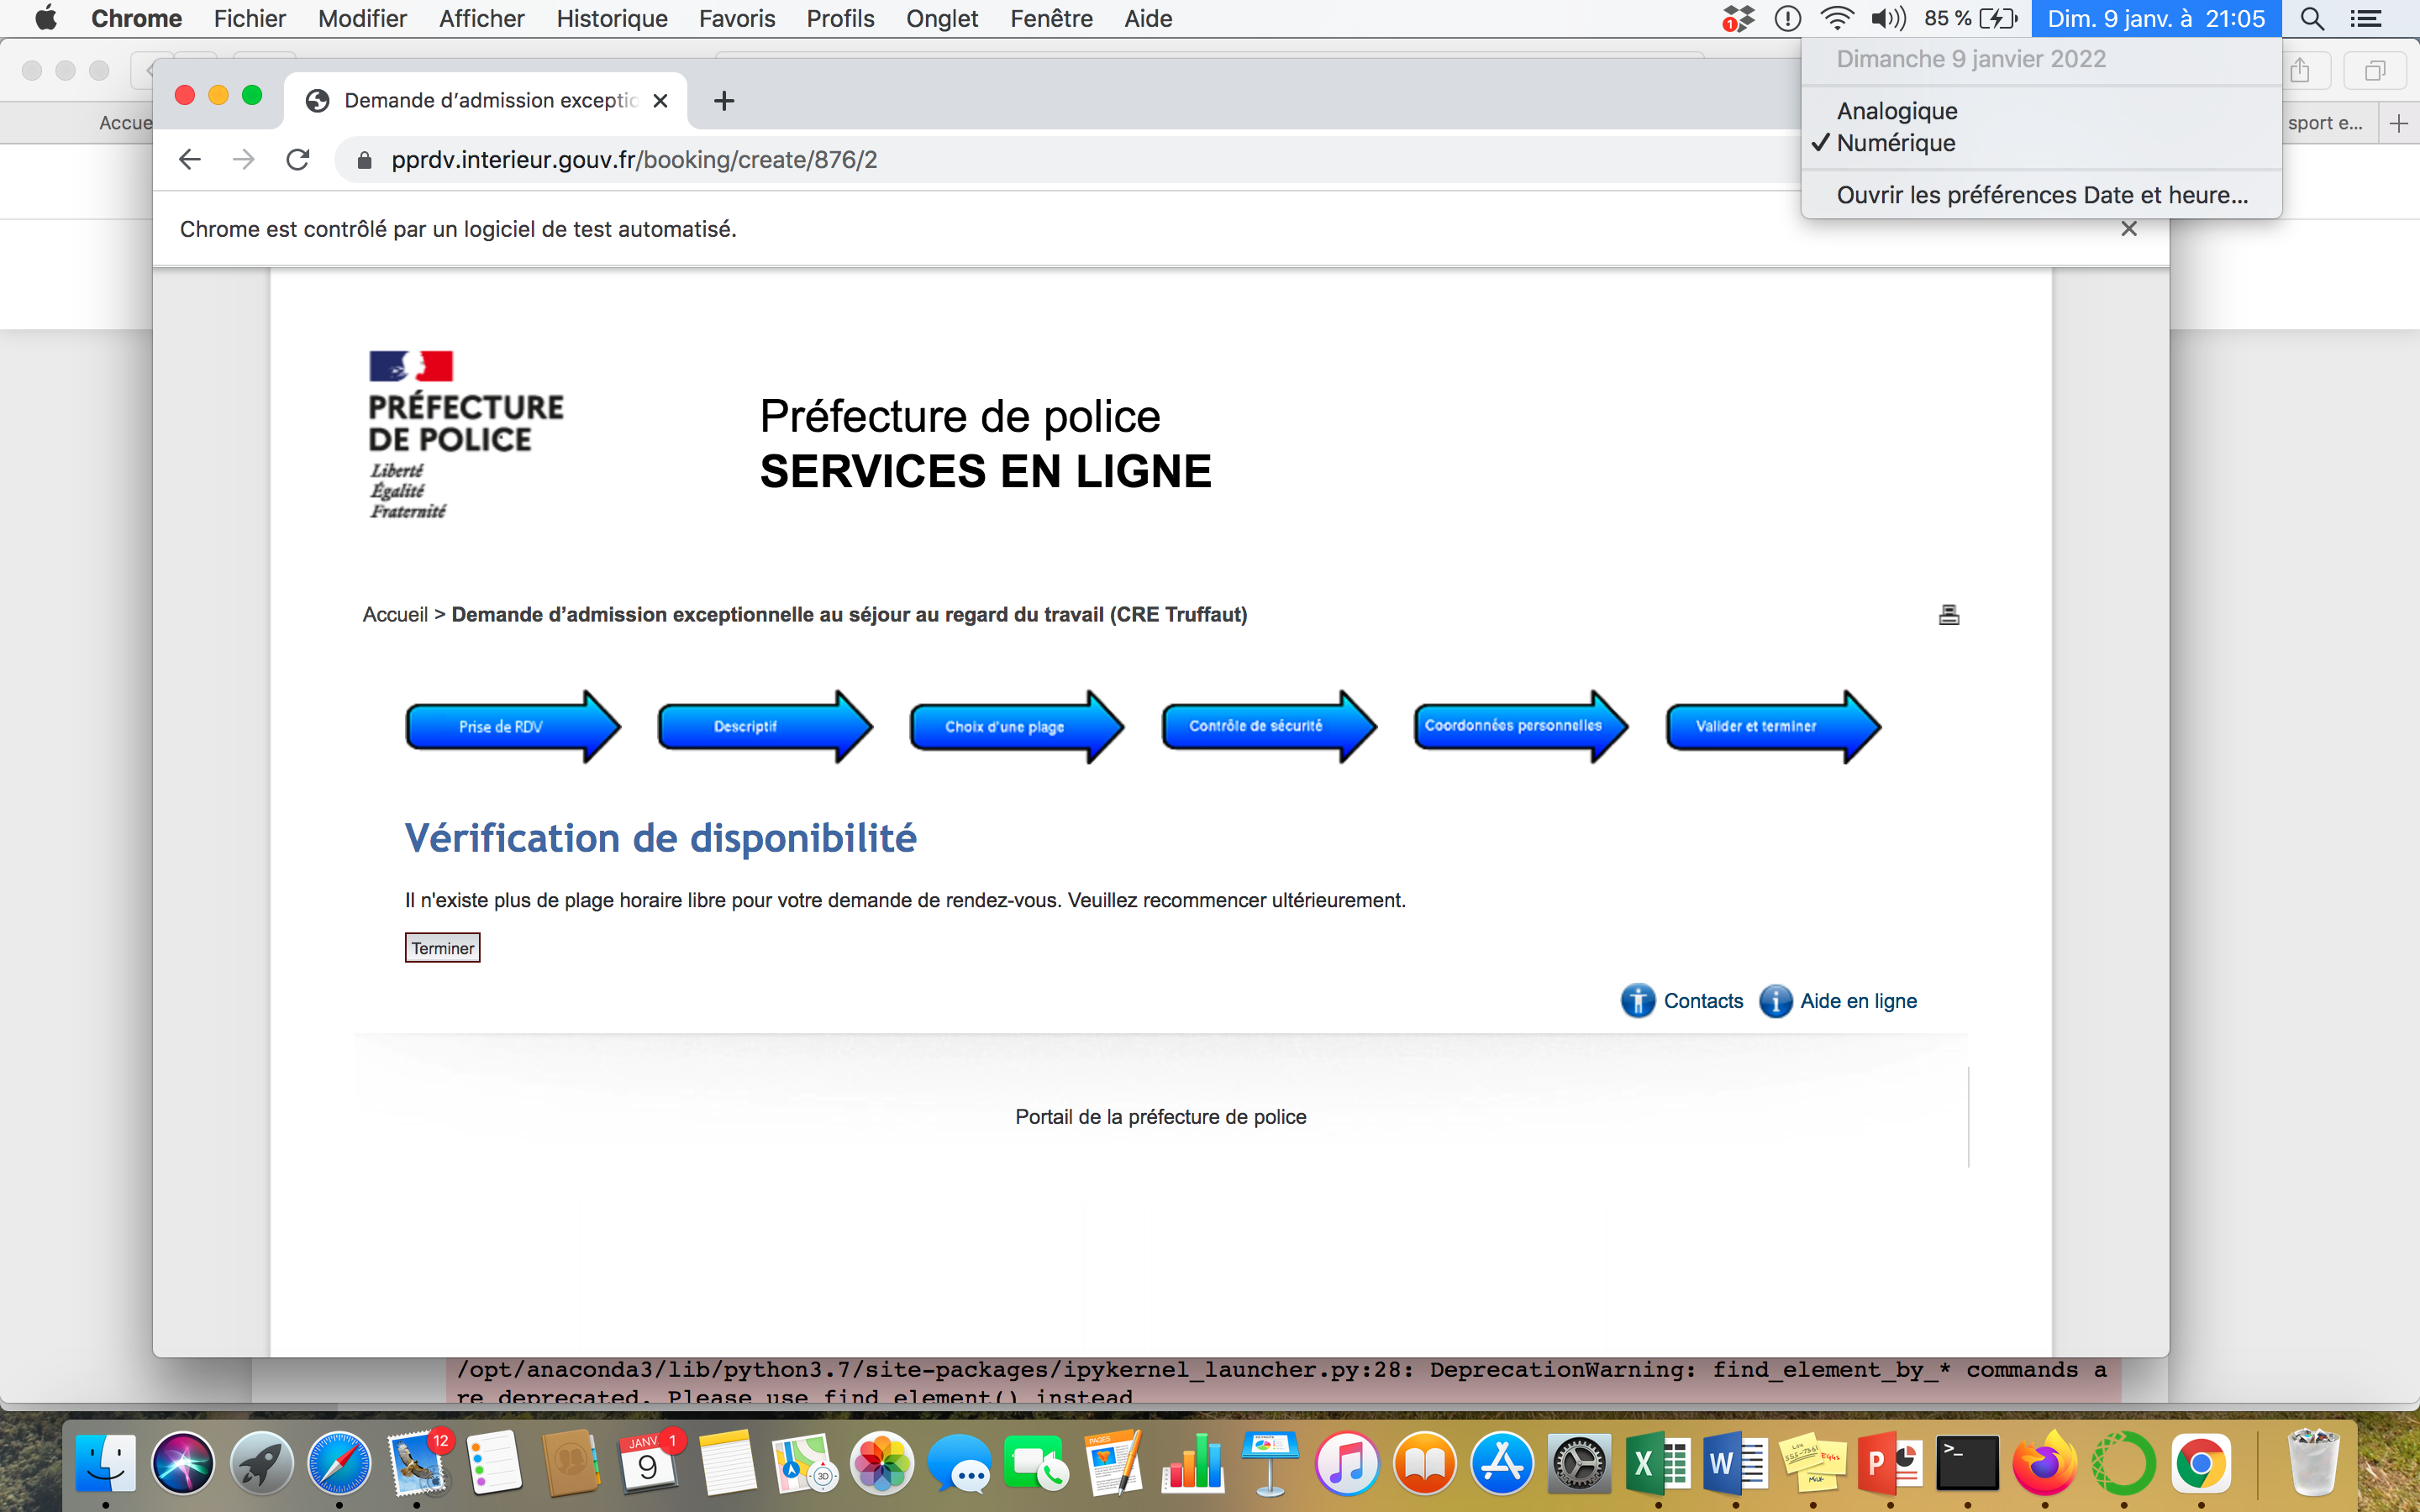 Chrome Fichier Modifier Afficher Historique Favoris Profils Onglet Fenêtre Aide 1 85 % Dim. 9 janv. à 21:05
Dimanche 9 janvier 2022
Analogique
✓ Numérique
Ouvrir les préférences Date et heure...
Accue
sport e...
Demande d’admission exceptio
pprdv.interieur.gouv.fr/booking/create/876/2
Chrome est contrôlé par un logiciel de test automatisé.
PRÉFECTURE
DE POLICE
Liberté
Égalité
Fraternité
Préfecture de police
SERVICES EN LIGNE
Accueil > Demande d’admission exceptionnelle au séjour au regard du travail (CRE Truffaut)
Prise de RDV Descriptif Choix d'une plage Contrôle de sécurité Coordonnées personnelles Valider et terminer
Vérification de disponibilité
Il n'existe plus de plage horaire libre pour votre demande de rendez-vous. Veuillez recommencer ultérieurement.
Terminer
Contacts Aide en ligne
Portail de la préfecture de police
/opt/anaconda3/lib/python3.7/site-packages/ipykernel_launcher.py:28: DeprecationWarning: find_element_by_* commands a
re deprecated. Please use find_element() instead
12
JANV. 1
9
3D
PAGES
X
W
Eggs
Milk
P
>_